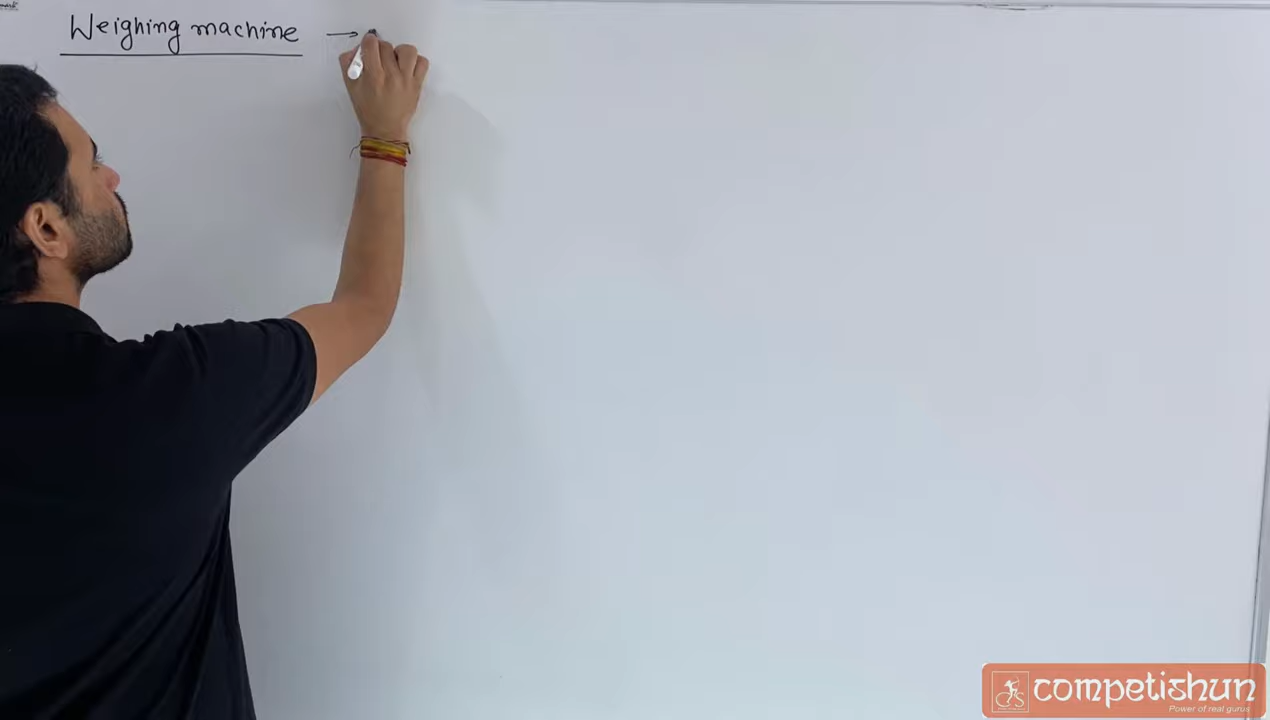 Weighing machine →
competishun
Power of real gurus